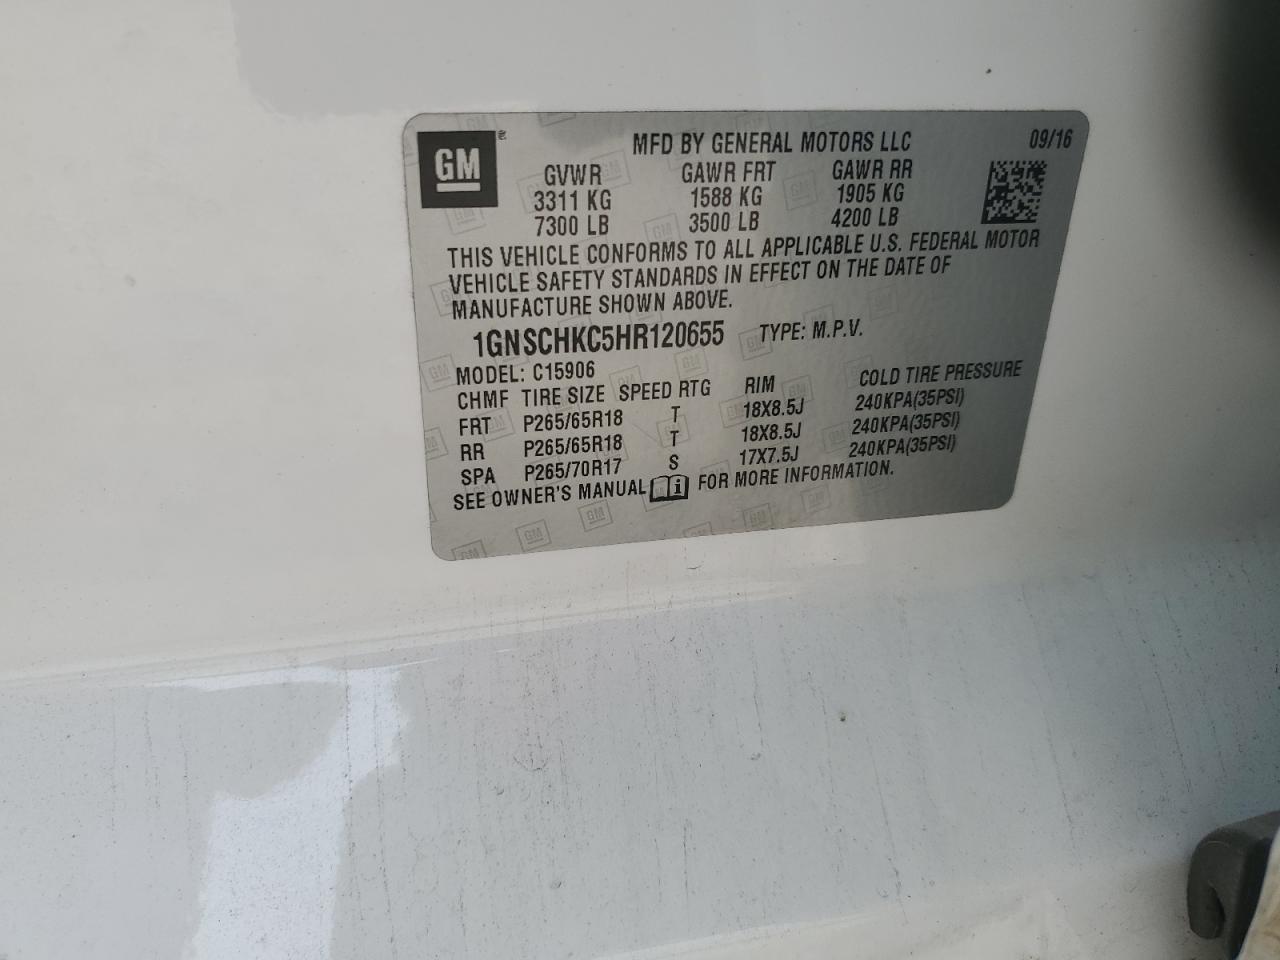 GM
MFD BY GENERAL MOTORS LLC 09/16
GVWR GAWR FRT GAWR RR
3311 KG 1588 KG 1905 KG
7300 LB 3500 LB 4200 LB
THIS VEHICLE CONFORMS TO ALL APPLICABLE U.S. FEDERAL MOTOR
VEHICLE SAFETY STANDARDS IN EFFECT ON THE DATE OF
MANUFACTURE SHOWN ABOVE.
1GNSCHKC5HR120655 TYPE: M.P.V.
MODEL: C15906
CHMF TIRE SIZE SPEED RTG RIM COLD TIRE PRESSURE
FRT P265/65R18 T 18X8.5J 240KPA(35PSI)
RR P265/65R18 T 18X8.5J 240KPA(35PSI)
SPA P265/70R17 S 17X7.5J 240KPA(35PSI)
SEE OWNER'S MANUAL i FOR MORE INFORMATION.